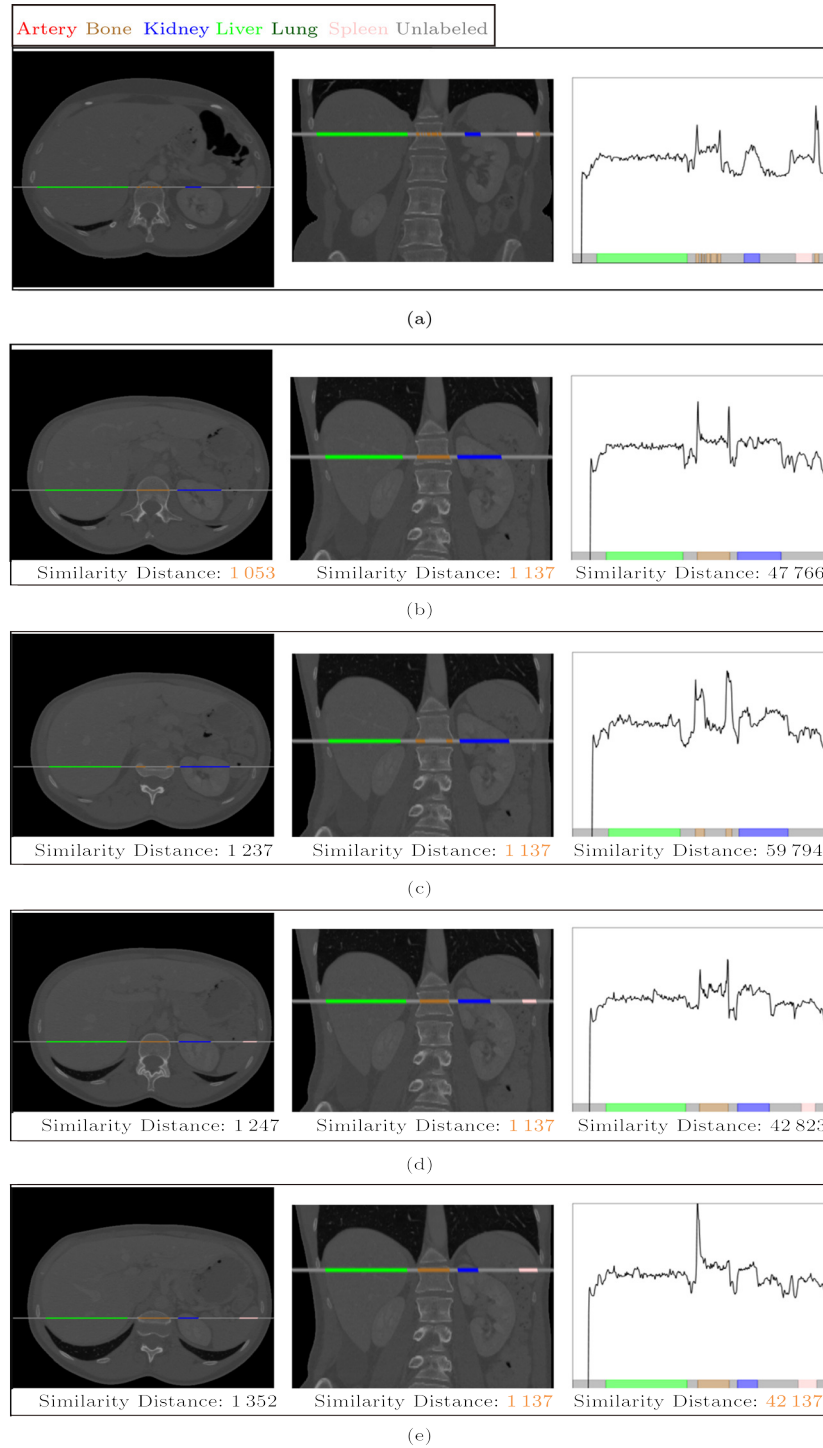 Artery Bone Kidney Liver Lung Spleen Unlabeled
(a)
Similarity Distance: 1 053 Similarity Distance: 1 137 Similarity Distance: 47 766
(b)
Similarity Distance: 1 237 Similarity Distance: 1 137 Similarity Distance: 59 794
(c)
Similarity Distance: 1 247 Similarity Distance: 1 137 Similarity Distance: 42 823
(d)
Similarity Distance: 1 352 Similarity Distance: 1 137 Similarity Distance: 42 137
(e)